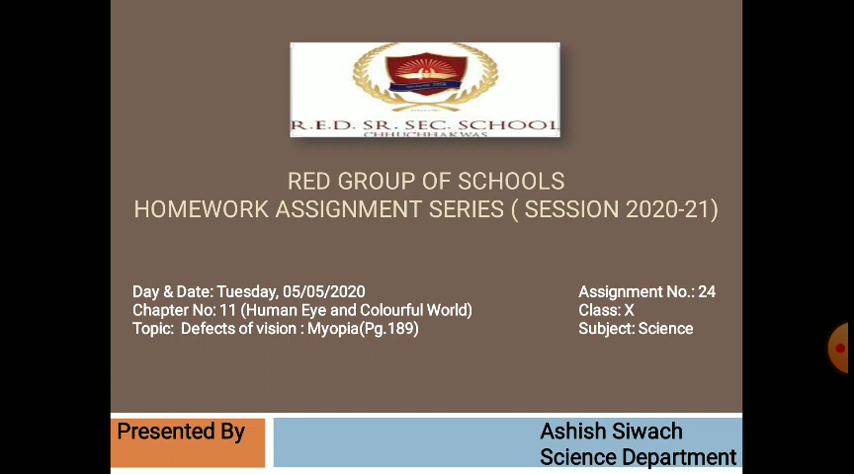 R.E.D. SR. SEC. SCHOOL
CHHUCHHAKWAS
RED GROUP OF SCHOOLS
HOMEWORK ASSIGNMENT SERIES ( SESSION 2020-21)
Day & Date: Tuesday, 05/05/2020
Chapter No: 11 (Human Eye and Colourful World)
Topic:  Defects of vision : Myopia(Pg.189)
Assignment No.: 24
Class: X
Subject: Science
Presented By
Ashish Siwach
Science Department